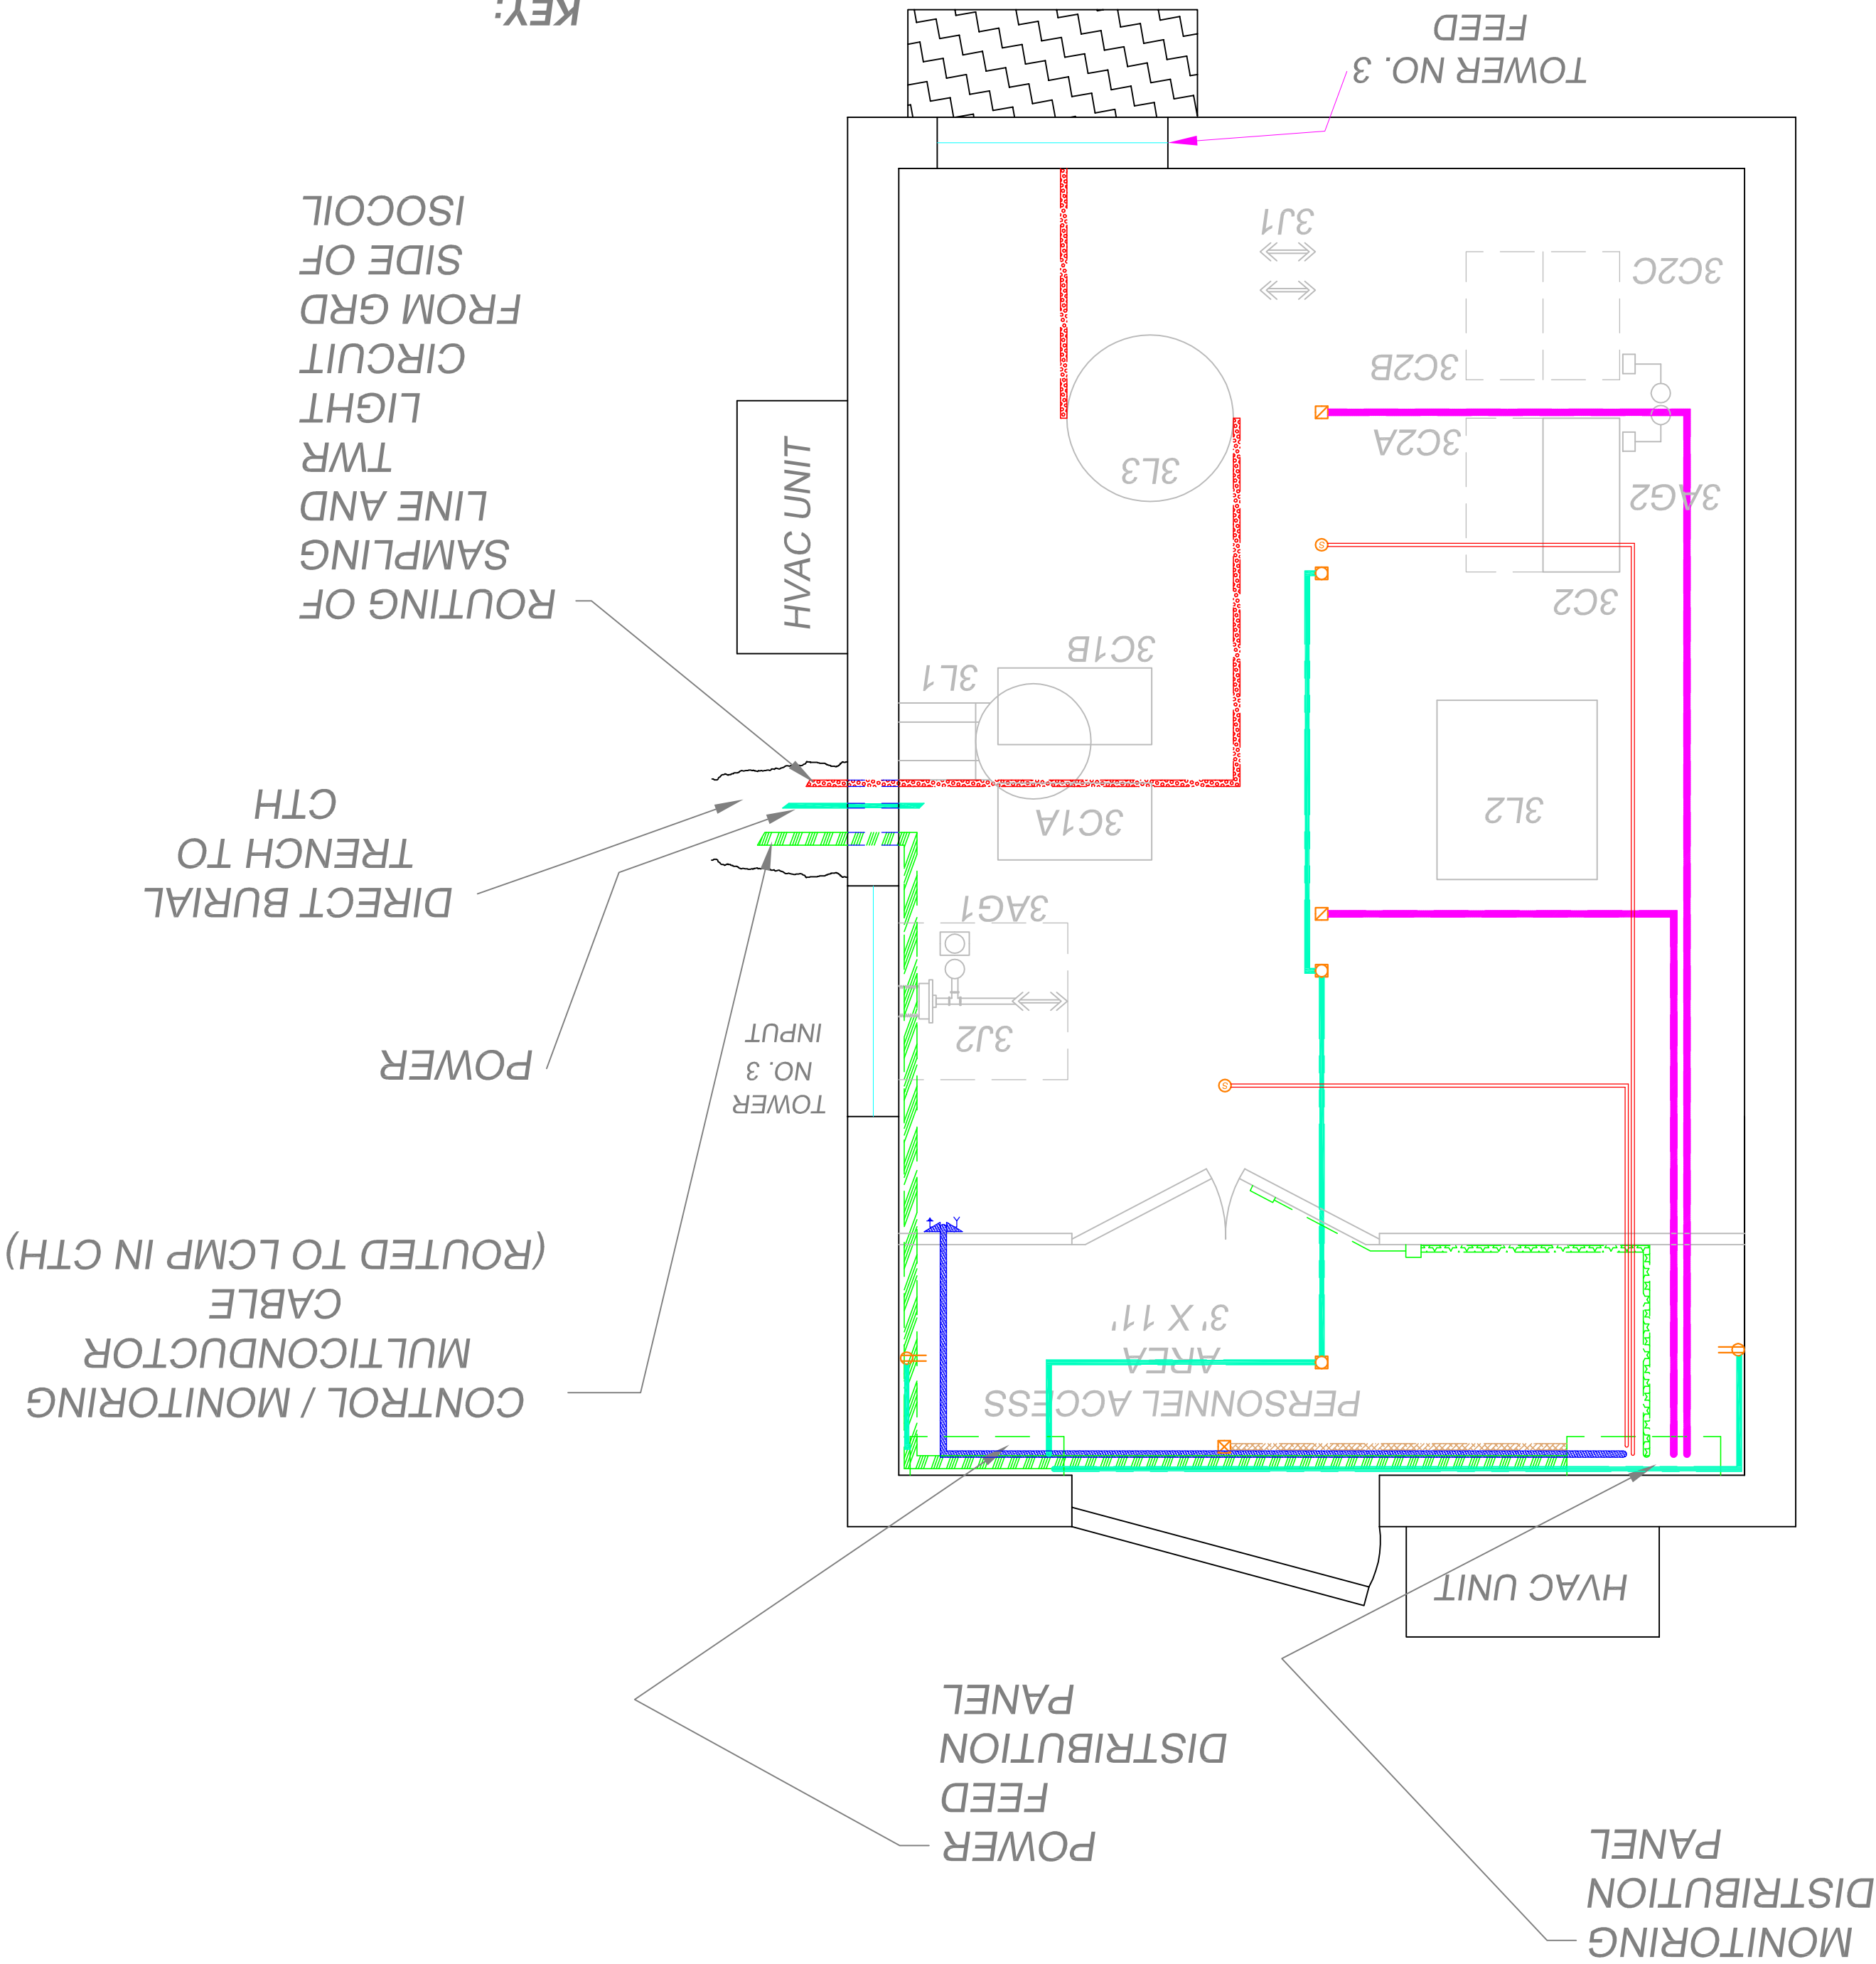 MONITORING
DISTRIBUTION
PANEL
POWER
FEED
DISTRIBUTION
PANEL
HVAC UNIT
CONTROL / MONITORING
MULTICONDUCTOR
CABLE
(ROUTED TO LCMP IN CTH)
PERSONNEL ACCESS
AREA
3' X 11'
POWER
TOWER
NO. 3
INPUT
3J2
3AG1
DIRECT BURIAL
TRENCH TO
CTH
3L2
3C1A
3L1
3C1B
S
S
ROUTING OF
SAMPLING
LINE AND
TWR
LIGHT
CIRCUIT
FROM GRD
SIDE OF
ISOCOIL
HVAC UNIT
3C2
3AG2
3L3
3C2A
3C2B
3C2C
3J1
TOWER NO. 3
FEED
KEY:
Y